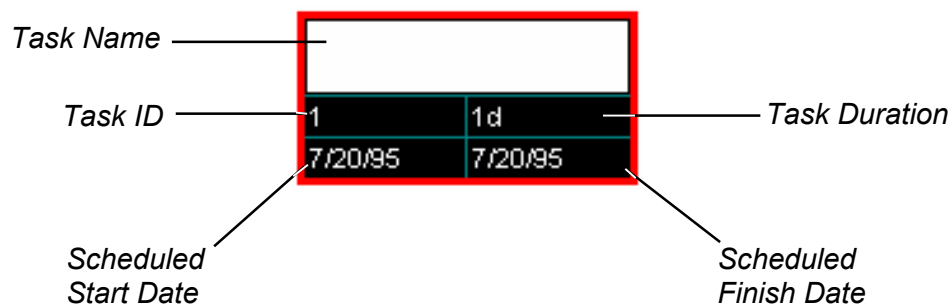 Task Name
Task ID
1
1d
Task Duration
7/20/95
7/20/95
Scheduled
Start Date
Scheduled
Finish Date